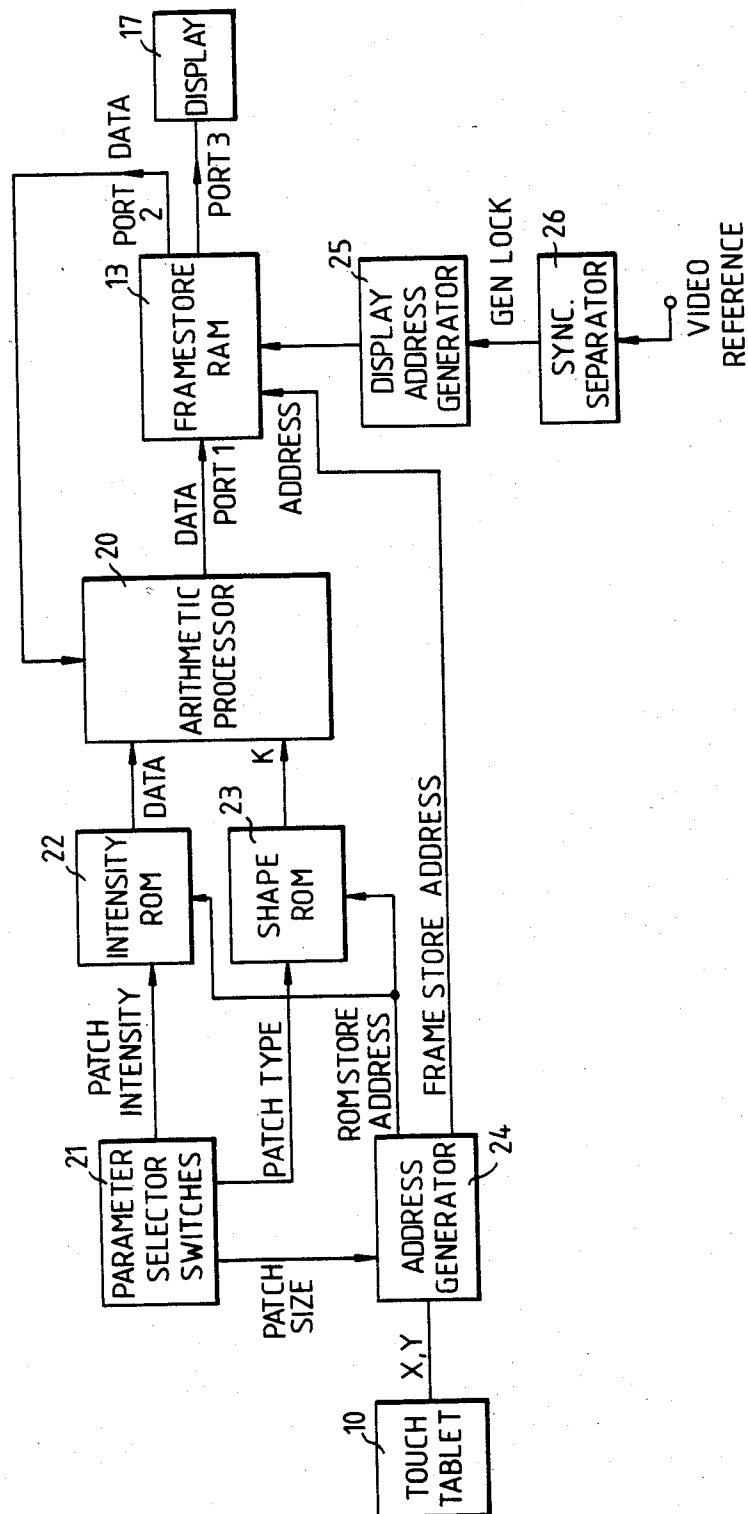 10
TOUCH
TABLET
X,Y
21
PARAMETER
SELECTOR
SWITCHES
PATCH
SIZE
PATCH
INTENSITY
PATCH TYPE
ADDRESS
GENERATOR
24
ROM STORE
ADDRESS
FRAME STORE ADDRESS
22
INTENSITY
ROM
DATA
23
SHAPE
ROM
K
20
ARITHMETIC
PROCESSOR
DATA
PORT 1
ADDRESS
13
FRAMESTORE
RAM
PORT
2
DATA
PORT 3
17
DISPLAY
25
DISPLAY
ADDRESS
GENERATOR
GEN LOCK
26
SYNC.
SEPARATOR
VIDEO
REFERENCE